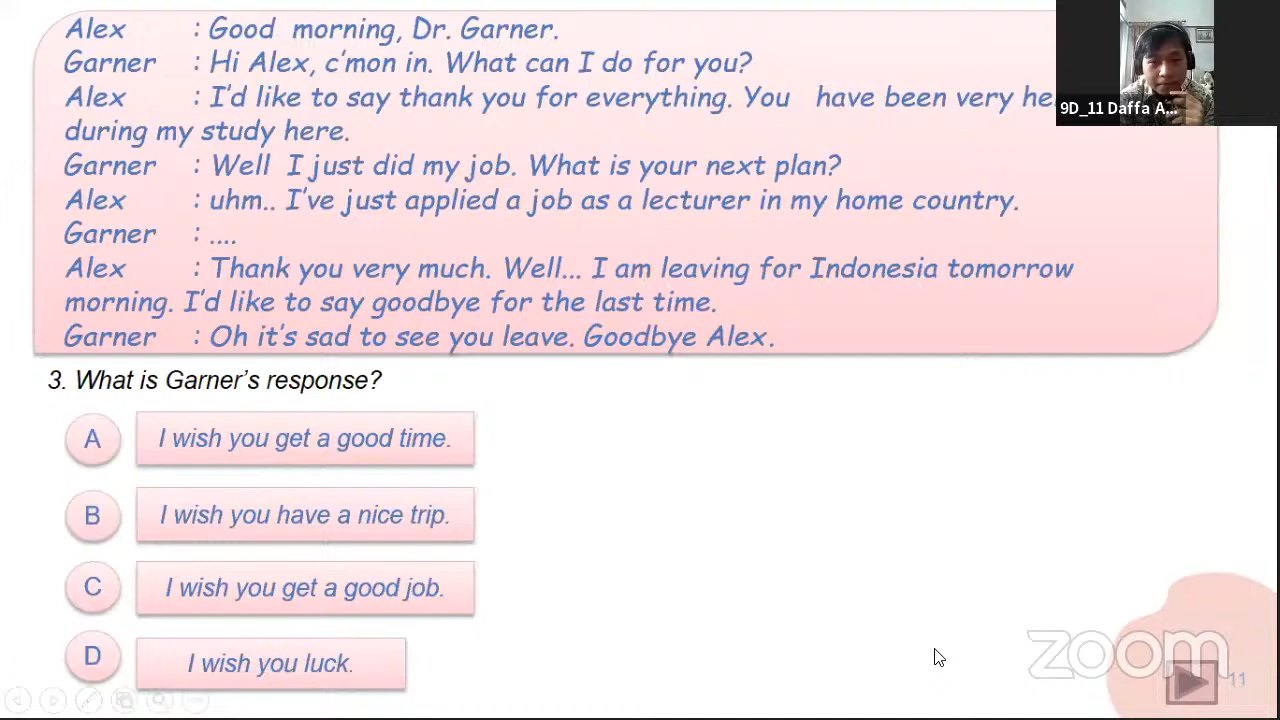 Alex : Good morning, Dr. Garner.
Garner : Hi Alex, c'mon in. What can I do for you?
Alex : I'd like to say thank you for everything. You have been very he
during my study here.
Garner : Well I just did my job. What is your next plan?
Alex : uhm.. I've just applied a job as a lecturer in my home country.
Garner : ....
Alex : Thank you very much. Well... I am leaving for Indonesia tomorrow
morning. I'd like to say goodbye for the last time.
Garner : Oh it's sad to see you leave. Goodbye Alex.
9D_11 Daffa A...
3. What is Garner's response?
A I wish you get a good time.
B I wish you have a nice trip.
C I wish you get a good job.
D I wish you luck.
zoom
11